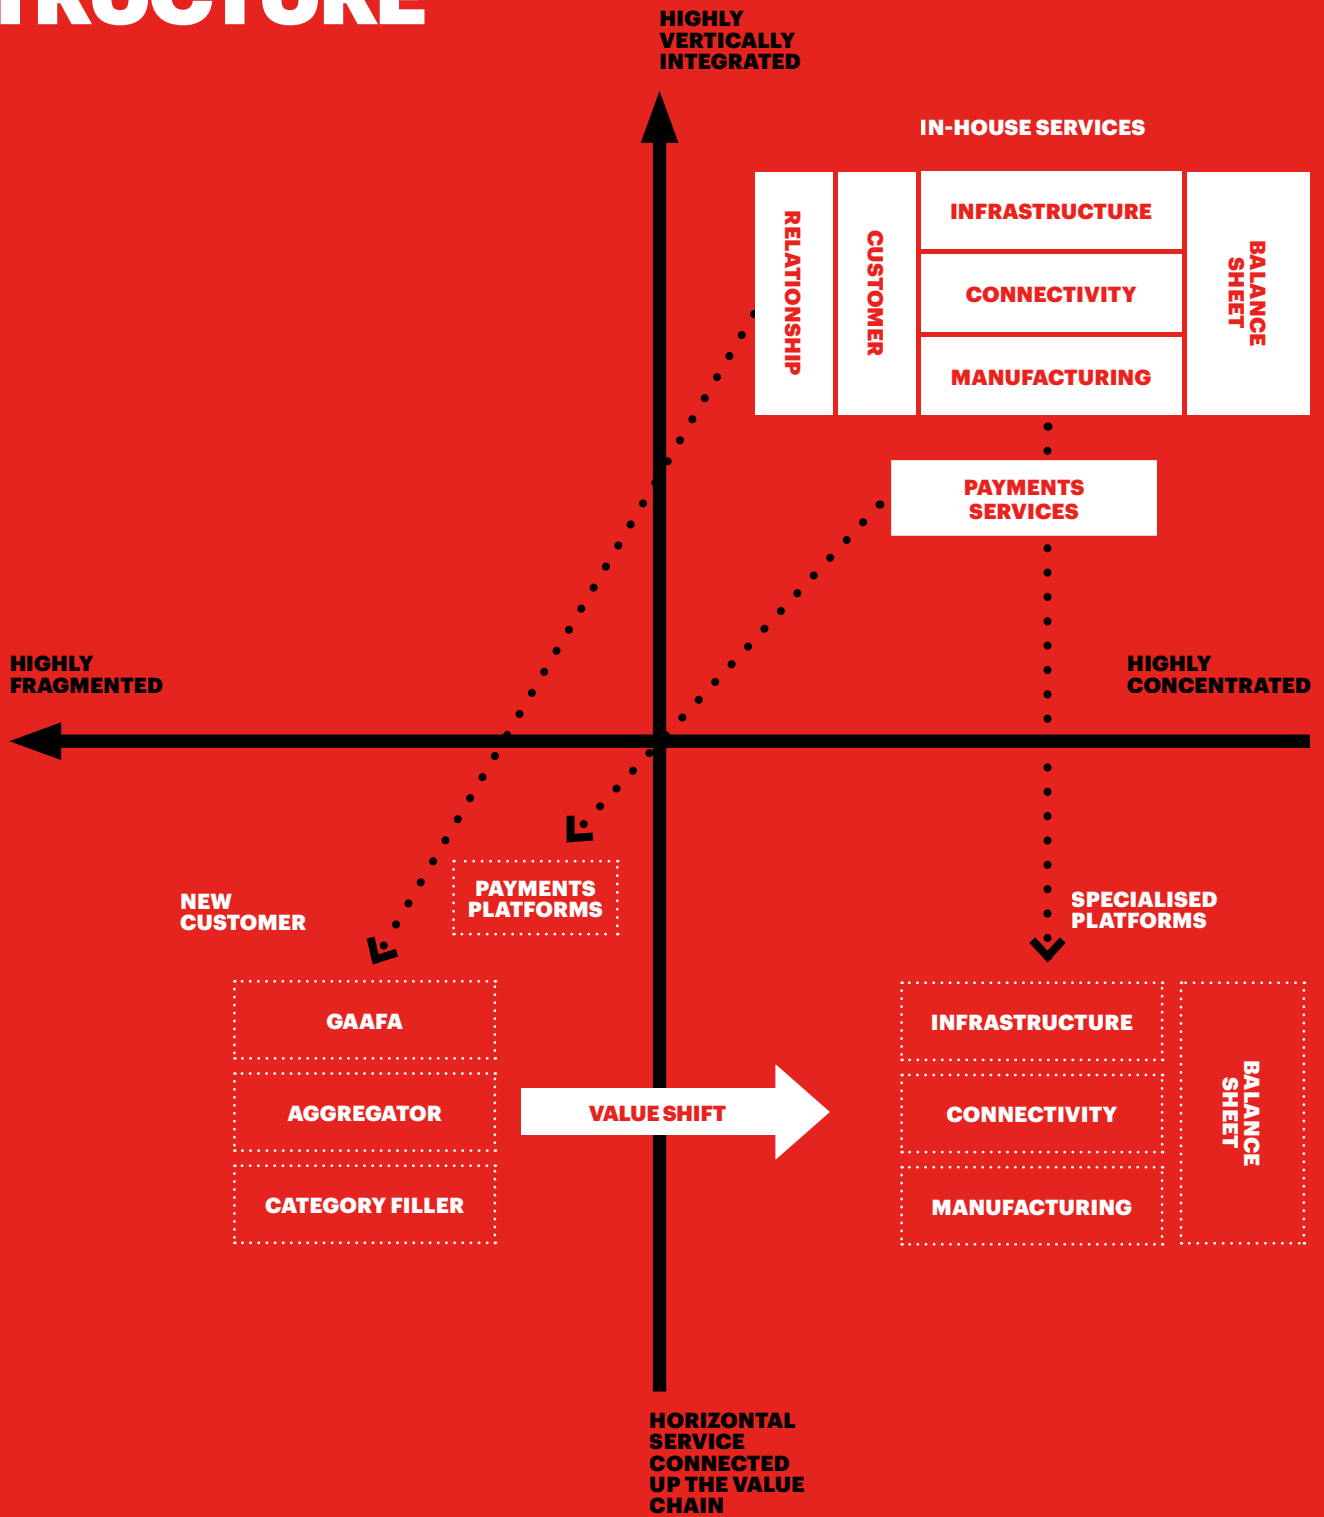 HIGHLY
VERTICALLY
INTEGRATED
IN-HOUSE SERVICES
RELATIONSHIP
CUSTOMER
INFRASTRUCTURE
CONNECTIVITY
MANUFACTURING
BALANCE
SHEET
PAYMENTS
SERVICES
HIGHLY
FRAGMENTED
HIGHLY
CONCENTRATED
PAYMENTS
PLATFORMS
NEW
CUSTOMER
SPECIALISED
PLATFORMS
GAAFA
AGGREGATOR
CATEGORY FILLER
VALUE SHIFT
INFRASTRUCTURE
CONNECTIVITY
MANUFACTURING
BALANCE
SHEET
HORIZONTAL
SERVICE
CONNECTED
UP THE VALUE
CHAIN